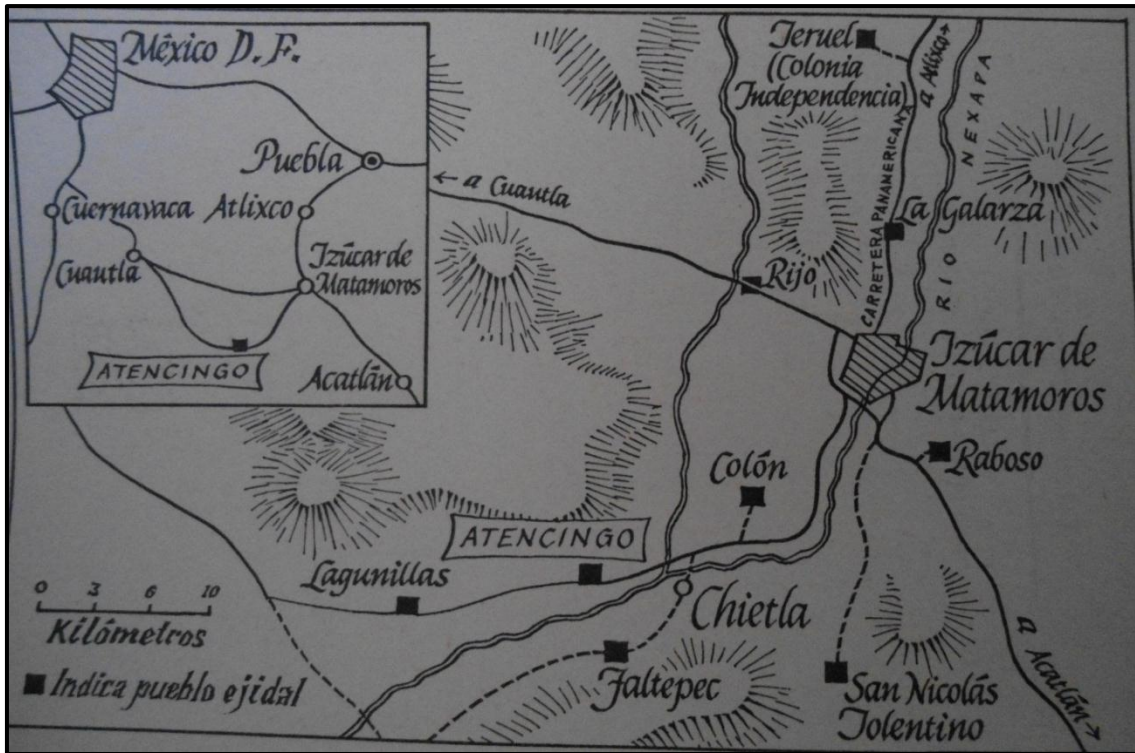 México D. F.
Puebla
Cuernavaca
Atlixco
Cuautla
Izúcar de
Matamoros
ATENCINGO
Acatlán
← a Cuautla
Jeruel
(Colonia
Independencia)
a Atlixco →
CARRETERA PANAMERICANA
RIO NEXAPA
La Galarza
Rijo
Izúcar de
Matamoros
Raboso
Colón
ATENCINGO
Lagunillas
Chietla
Jaltepec
San Nicolás
Tolentino
a Acatlán →
0 3 6 10
Kilómetros
Indica pueblo ejidal